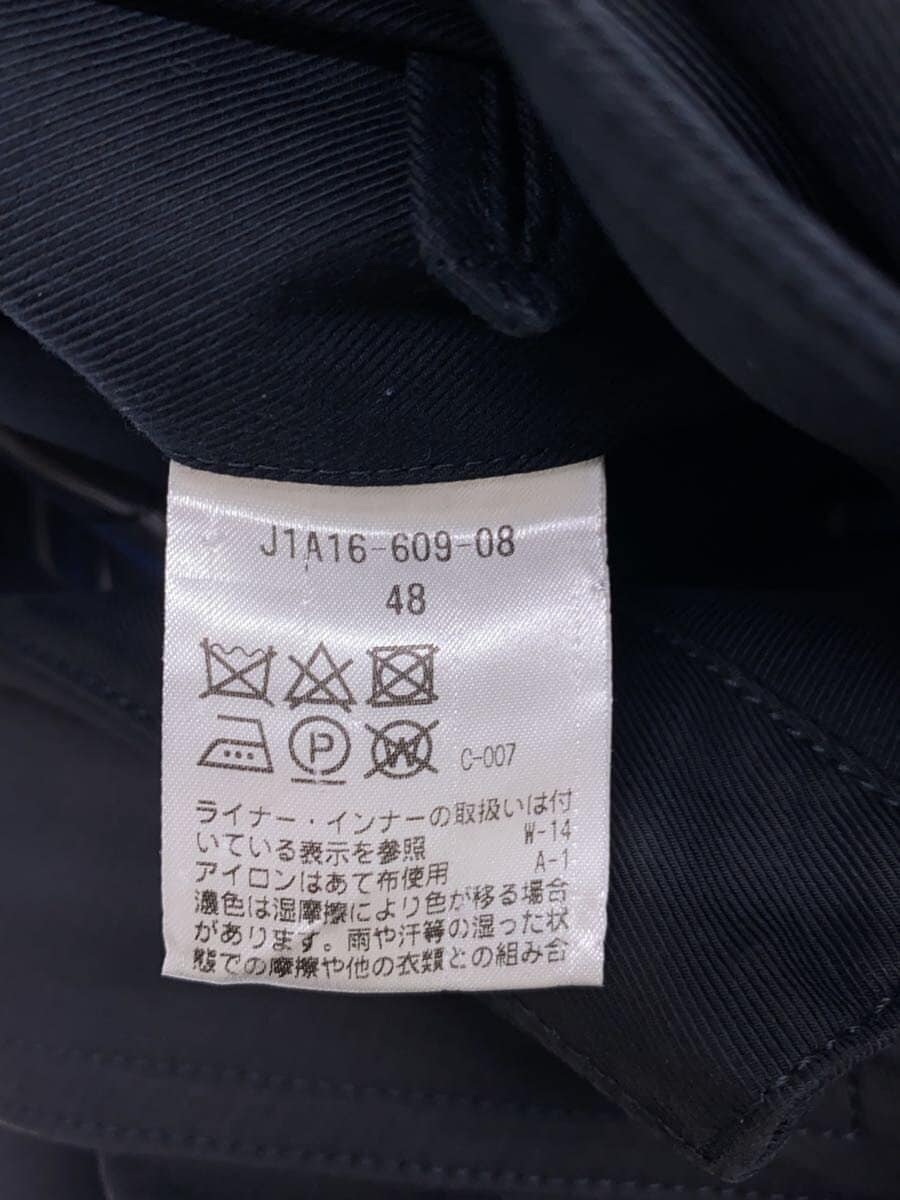 J1A16-609-08
48
P
W
C-007
ライナー・インナーの取扱いは付
いている表示を参照
W-14
アイロンはあて布使用
A-1
濃色は湿摩擦により色が移る場合
があります。雨や汗等の湿った状
態での摩擦や他の衣類との組み合